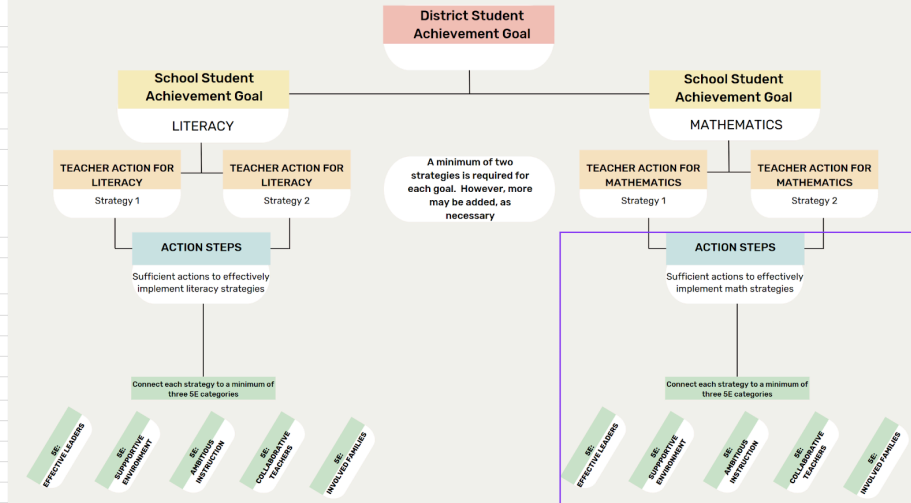 District Student
Achievement Goal
School Student
Achievement Goal
LITERACY
School Student
Achievement Goal
MATHEMATICS
TEACHER ACTION FOR
LITERACY
Strategy 1
TEACHER ACTION FOR
LITERACY
Strategy 2
A minimum of two
strategies is required for
each goal. However, more
may be added, as
necessary
TEACHER ACTION FOR
MATHEMATICS
Strategy 1
TEACHER ACTION FOR
MATHEMATICS
Strategy 2
ACTION STEPS
Sufficient actions to effectively
implement literacy strategies
ACTION STEPS
Sufficient actions to effectively
implement math strategies
Connect each strategy to a minimum of
three 5E categories
Connect each strategy to a minimum of
three 5E categories
5E:
EFFECTIVE LEADERS
5E:
SUPPPORTIVE
ENVIRONMENT
5E:
AMBITIOUS
INSTRUCTION
5E:
COLLABORATIVE
TEACHERS
5E:
INVOLVED FAMILIES
5E:
EFFECTIVE LEADERS
5E:
SUPPPORTIVE
ENVIRONMENT
5E:
AMBITIOUS
INSTRUCTION
5E:
COLLABORATIVE
TEACHERS
5E:
INVOLVED FAMILIES